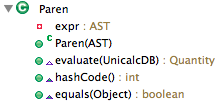 Paren
expr : AST
Paren(AST)
evaluate(UnicalcDB) : Quantity
hashCode() : int
equals(Object) : boolean